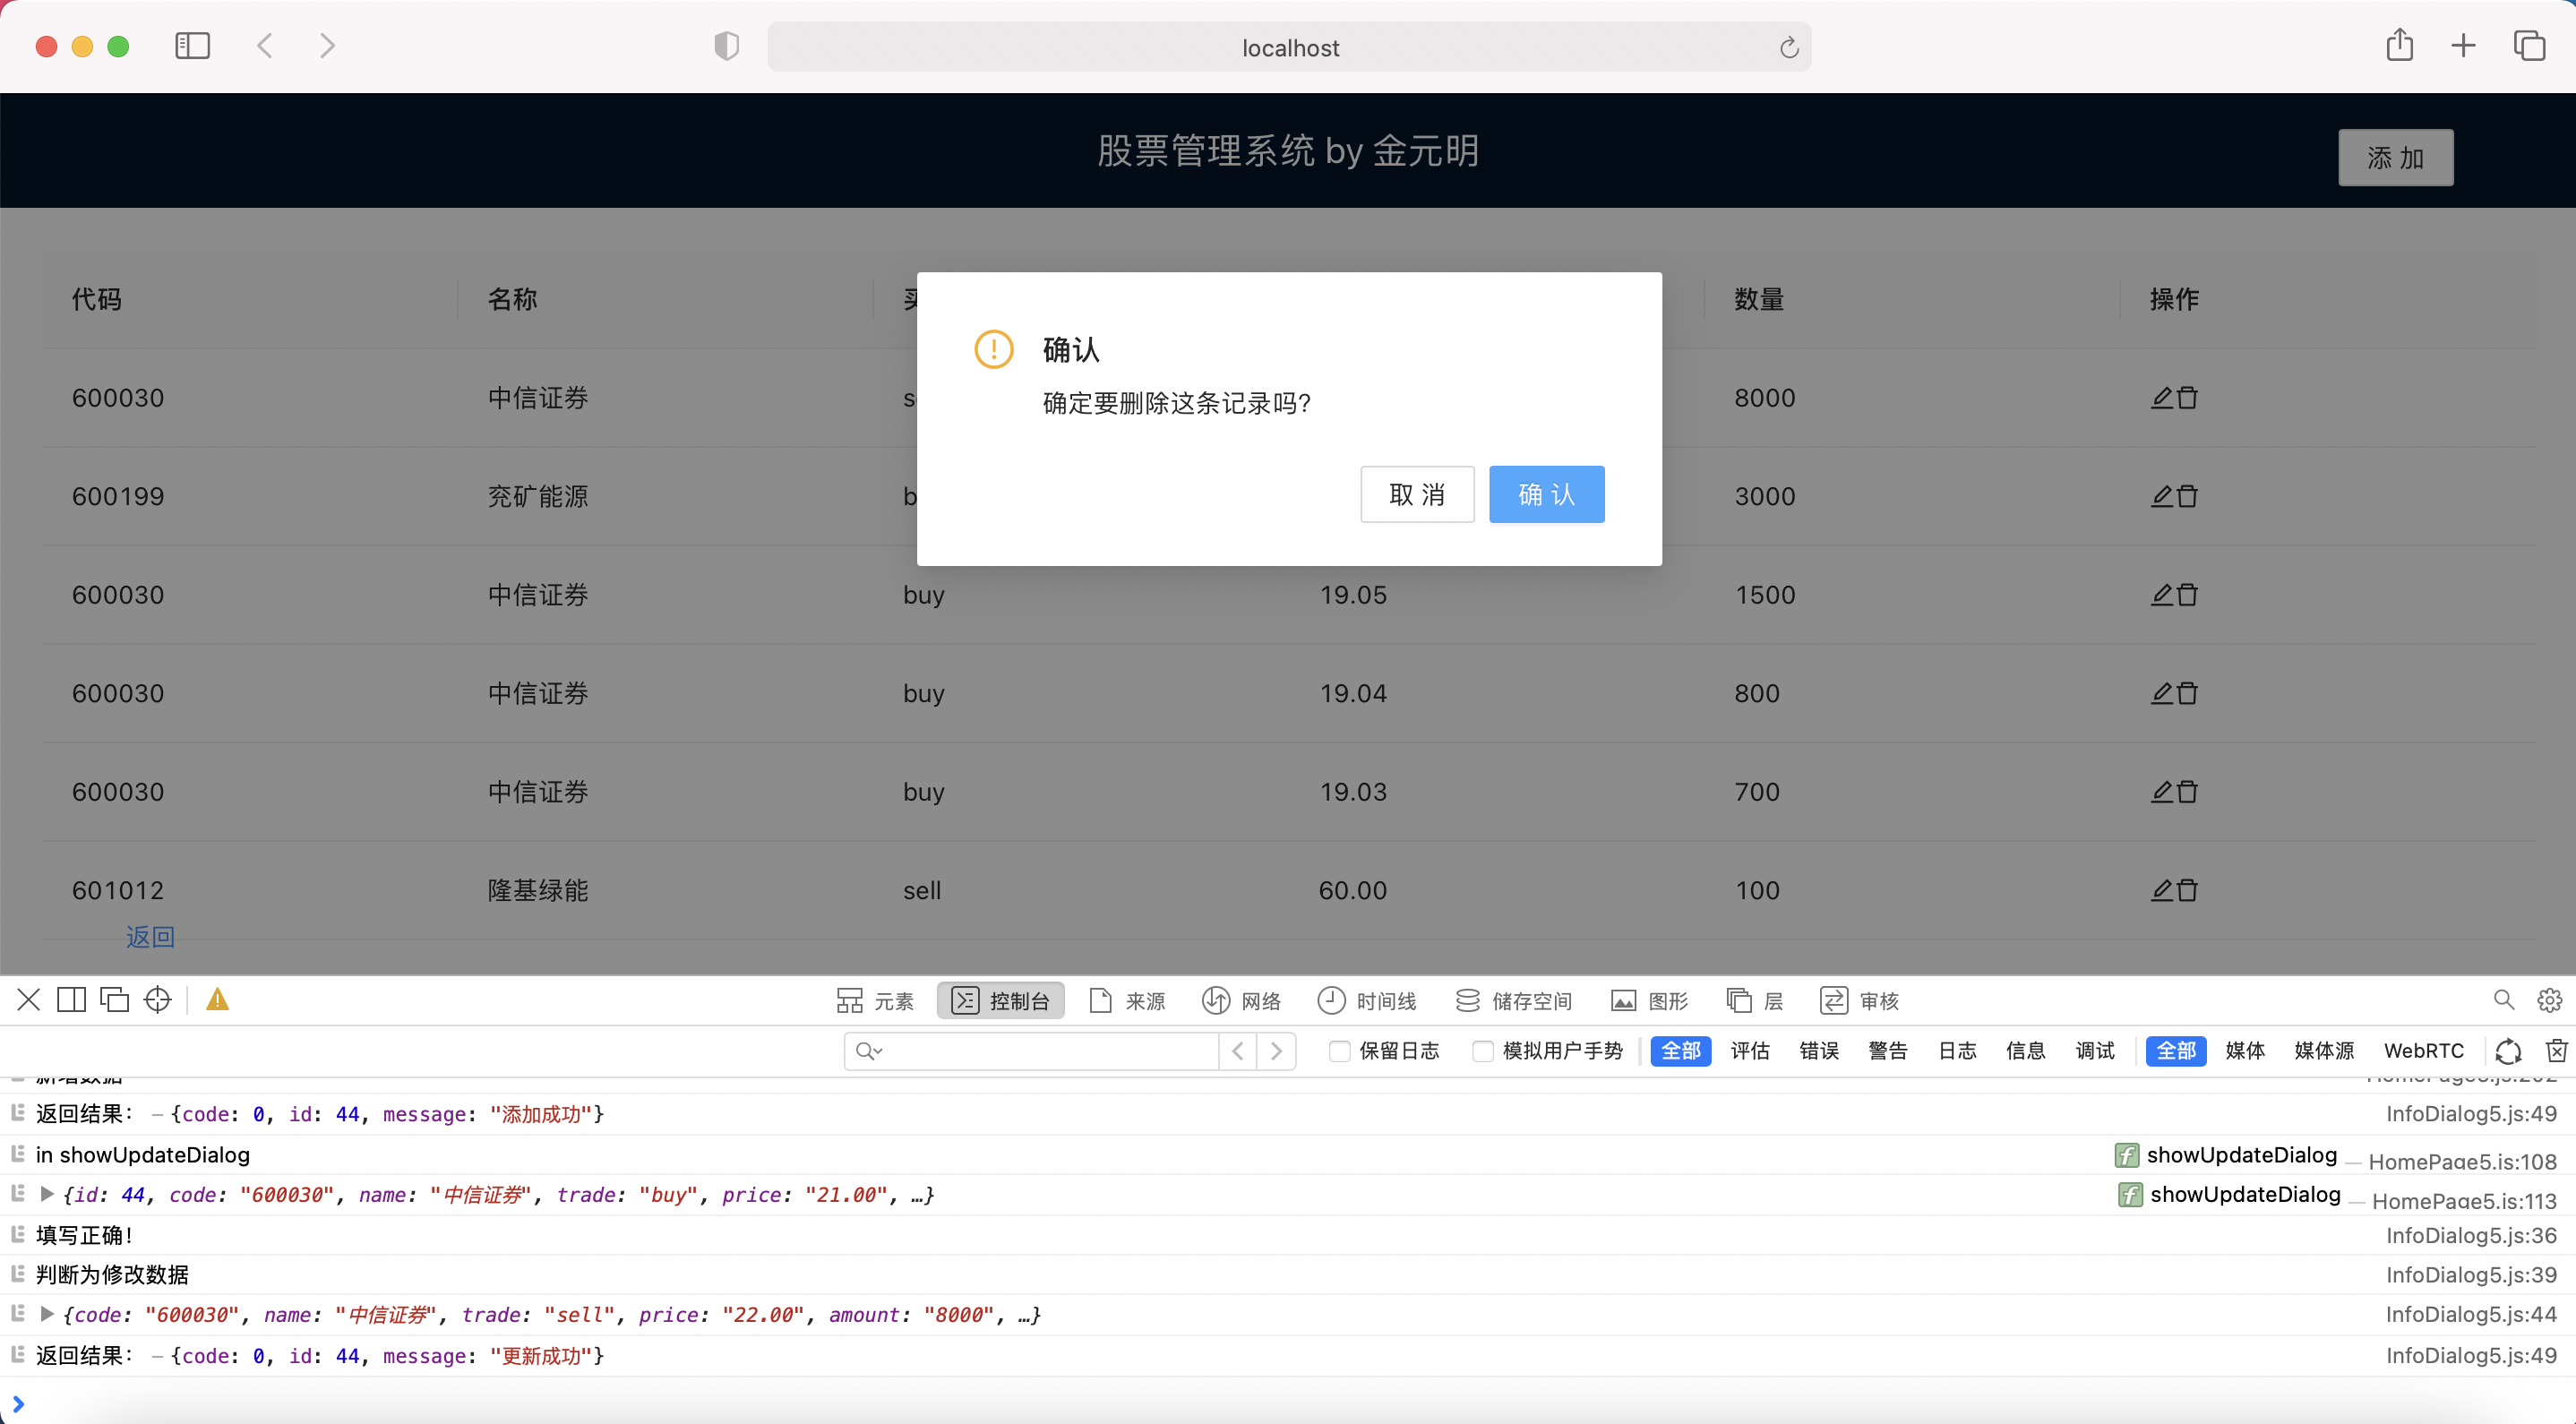 localhost
股票管理系统 by 金元明
添 加
代码 名称 数量 操作
600030 中信证券 8000
600199 兖矿能源 3000
确认
确定要删除这条记录吗?
取 消 确 认
600030 中信证券 buy 19.05 1500
600030 中信证券 buy 19.04 800
600030 中信证券 buy 19.03 700
601012 隆基绿能 sell 60.00 100
返回
元素 控制台 来源 网络 时间线 储存空间 图形 层 审核
保留日志 模拟用户手势 全部 评估 错误 警告 日志 信息 调试 全部 媒体 媒体源 WebRTC
新增数据
返回结果： – {code: 0, id: 44, message: "添加成功"} InfoDialog5.js:49
in showUpdateDialog f showUpdateDialog — HomePage5.js:108
{id: 44, code: "600030", name: "中信证券", trade: "buy", price: "21.00", …} f showUpdateDialog — HomePage5.js:113
填写正确！ InfoDialog5.js:36
判断为修改数据 InfoDialog5.js:39
{code: "600030", name: "中信证券", trade: "sell", price: "22.00", amount: "8000", …} InfoDialog5.js:44
返回结果： – {code: 0, id: 44, message: "更新成功"} InfoDialog5.js:49